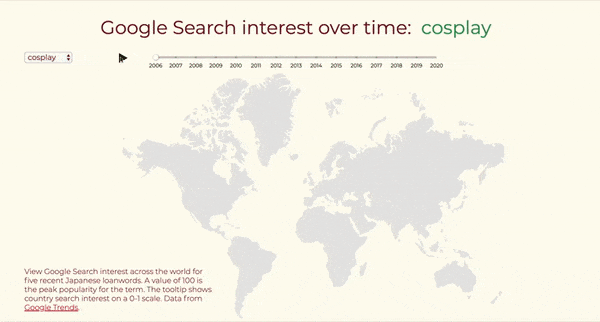 Google Search interest over time: cosplay
cosplay
2006 2007 2008 2009 2010 2011 2012 2013 2014 2015 2016 2017 2018 2019 2020
View Google Search interest across the world for
five recent Japanese loanwords. A value of 100 is
the peak popularity for the term. The tooltip shows
country search interest on a 0-1 scale. Data from
Google Trends.